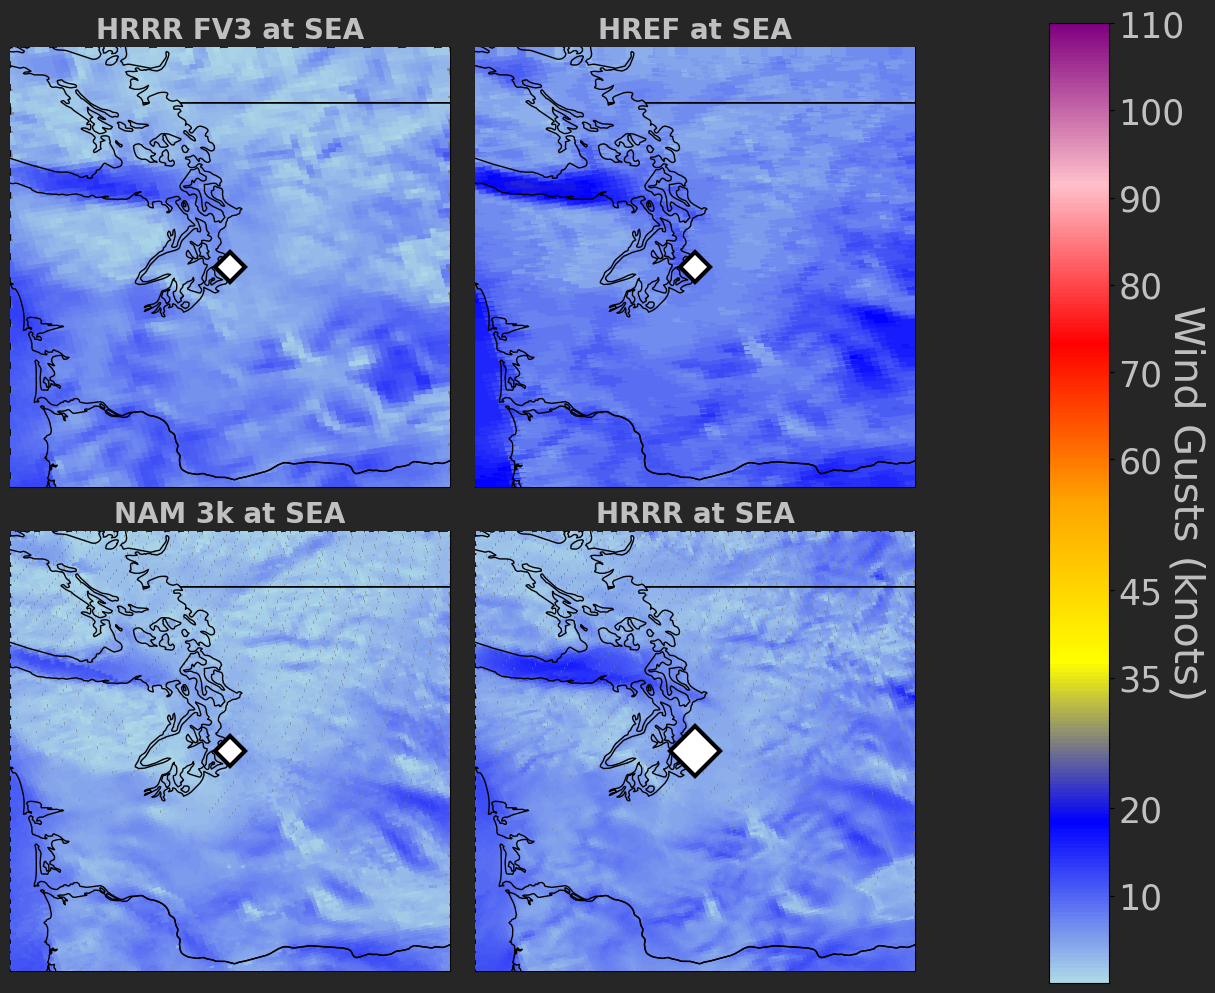 HRRR FV3 at SEA
HREF at SEA
NAM 3k at SEA
HRRR at SEA
110
100
90
80
70
60
45
35
20
10
Wind Gusts (knots)